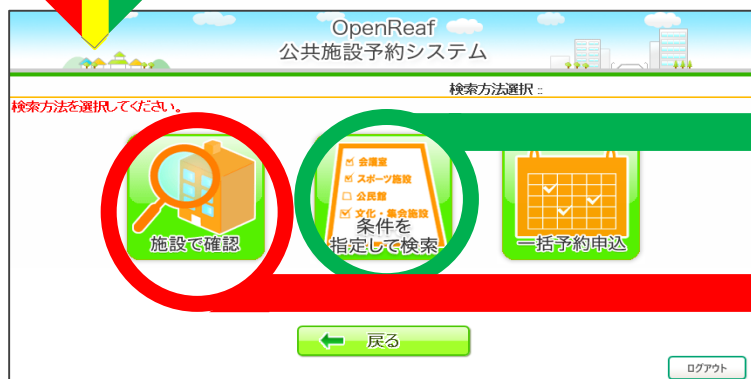 OpenReaf
公共施設予約システム
検索方法選択 ::
検索方法を選択してください。
施設で確認
会議室
スポーツ施設
公民館
文化・集会施設
条件を
指定して検索
一括予約申込
戻る
ログアウト